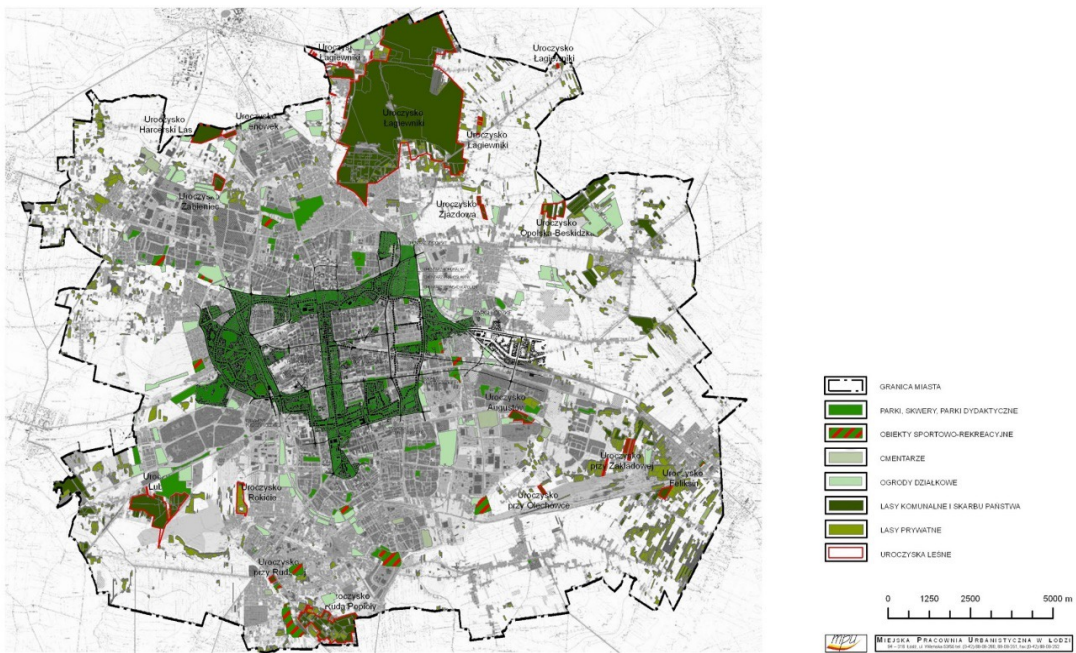 Uroczysko
Łagiewniki
Uroczysko
Łagiewniki
Uroczysko
Harcerski Las
Uroczysko
Uroczysko
Łagiewniki
Uroczysko
Łagiewniki
Uroczysko
Uroczysko
Zjazdowa
Uroczysko
Opolska-Beskidzka
Uroczysko
Augustów
Uroczysko
przy Zakładowej
Uroczysko
Feliksin
Uroczysko
przy Olechówce
Uroczysko
Rokicie
Uroczysko
Uroczysko
Ruda Popioły
GRANICA MIASTA
PARKI, SKWERY, PARKI DYDAKTYCZNE
OBIEKTY SPORTOWO-REKREACYJNE
CMENTARZE
OGRODY DZIAŁKOWE
LASY KOMUNALNE I SKARBU PAŃSTWA
LASY PRYWATNE
UROCZYSKA LEŚNE
0 1250 2500 5000 m
mpu
MIEJSKA PRACOWNIA URBANISTYCZNA W ŁODZI